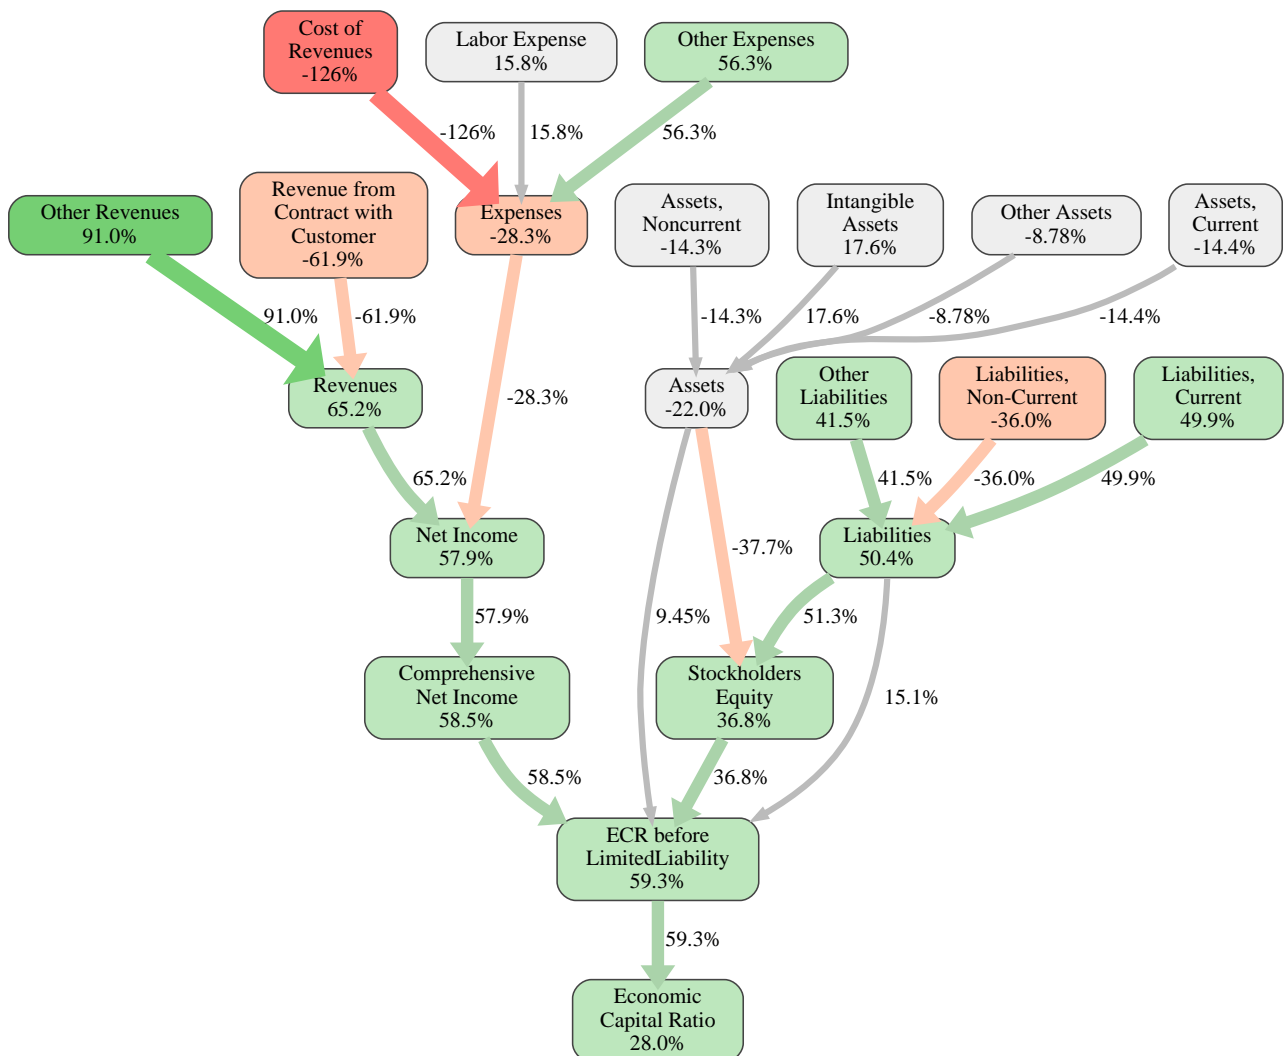 Cost of
Revenues
-126%
Labor Expense
15.8%
Other Expenses
56.3%
-126%
15.8%
56.3%
Other Revenues
91.0%
Revenue from
Contract with
Customer
-61.9%
Expenses
-28.3%
Assets,
Noncurrent
-14.3%
Intangible
Assets
17.6%
Other Assets
-8.78%
Assets,
Current
-14.4%
91.0%
-61.9%
-14.3%
17.6%
-8.78%
-14.4%
Revenues
65.2%
-28.3%
Assets
-22.0%
Other
Liabilities
41.5%
Liabilities,
Non-Current
-36.0%
Liabilities,
Current
49.9%
65.2%
41.5%
-36.0%
49.9%
Net Income
57.9%
-37.7%
Liabilities
50.4%
57.9%
9.45%
51.3%
Comprehensive
Net Income
58.5%
Stockholders
Equity
36.8%
15.1%
58.5%
36.8%
ECR before
LimitedLiability
59.3%
59.3%
Economic
Capital Ratio
28.0%